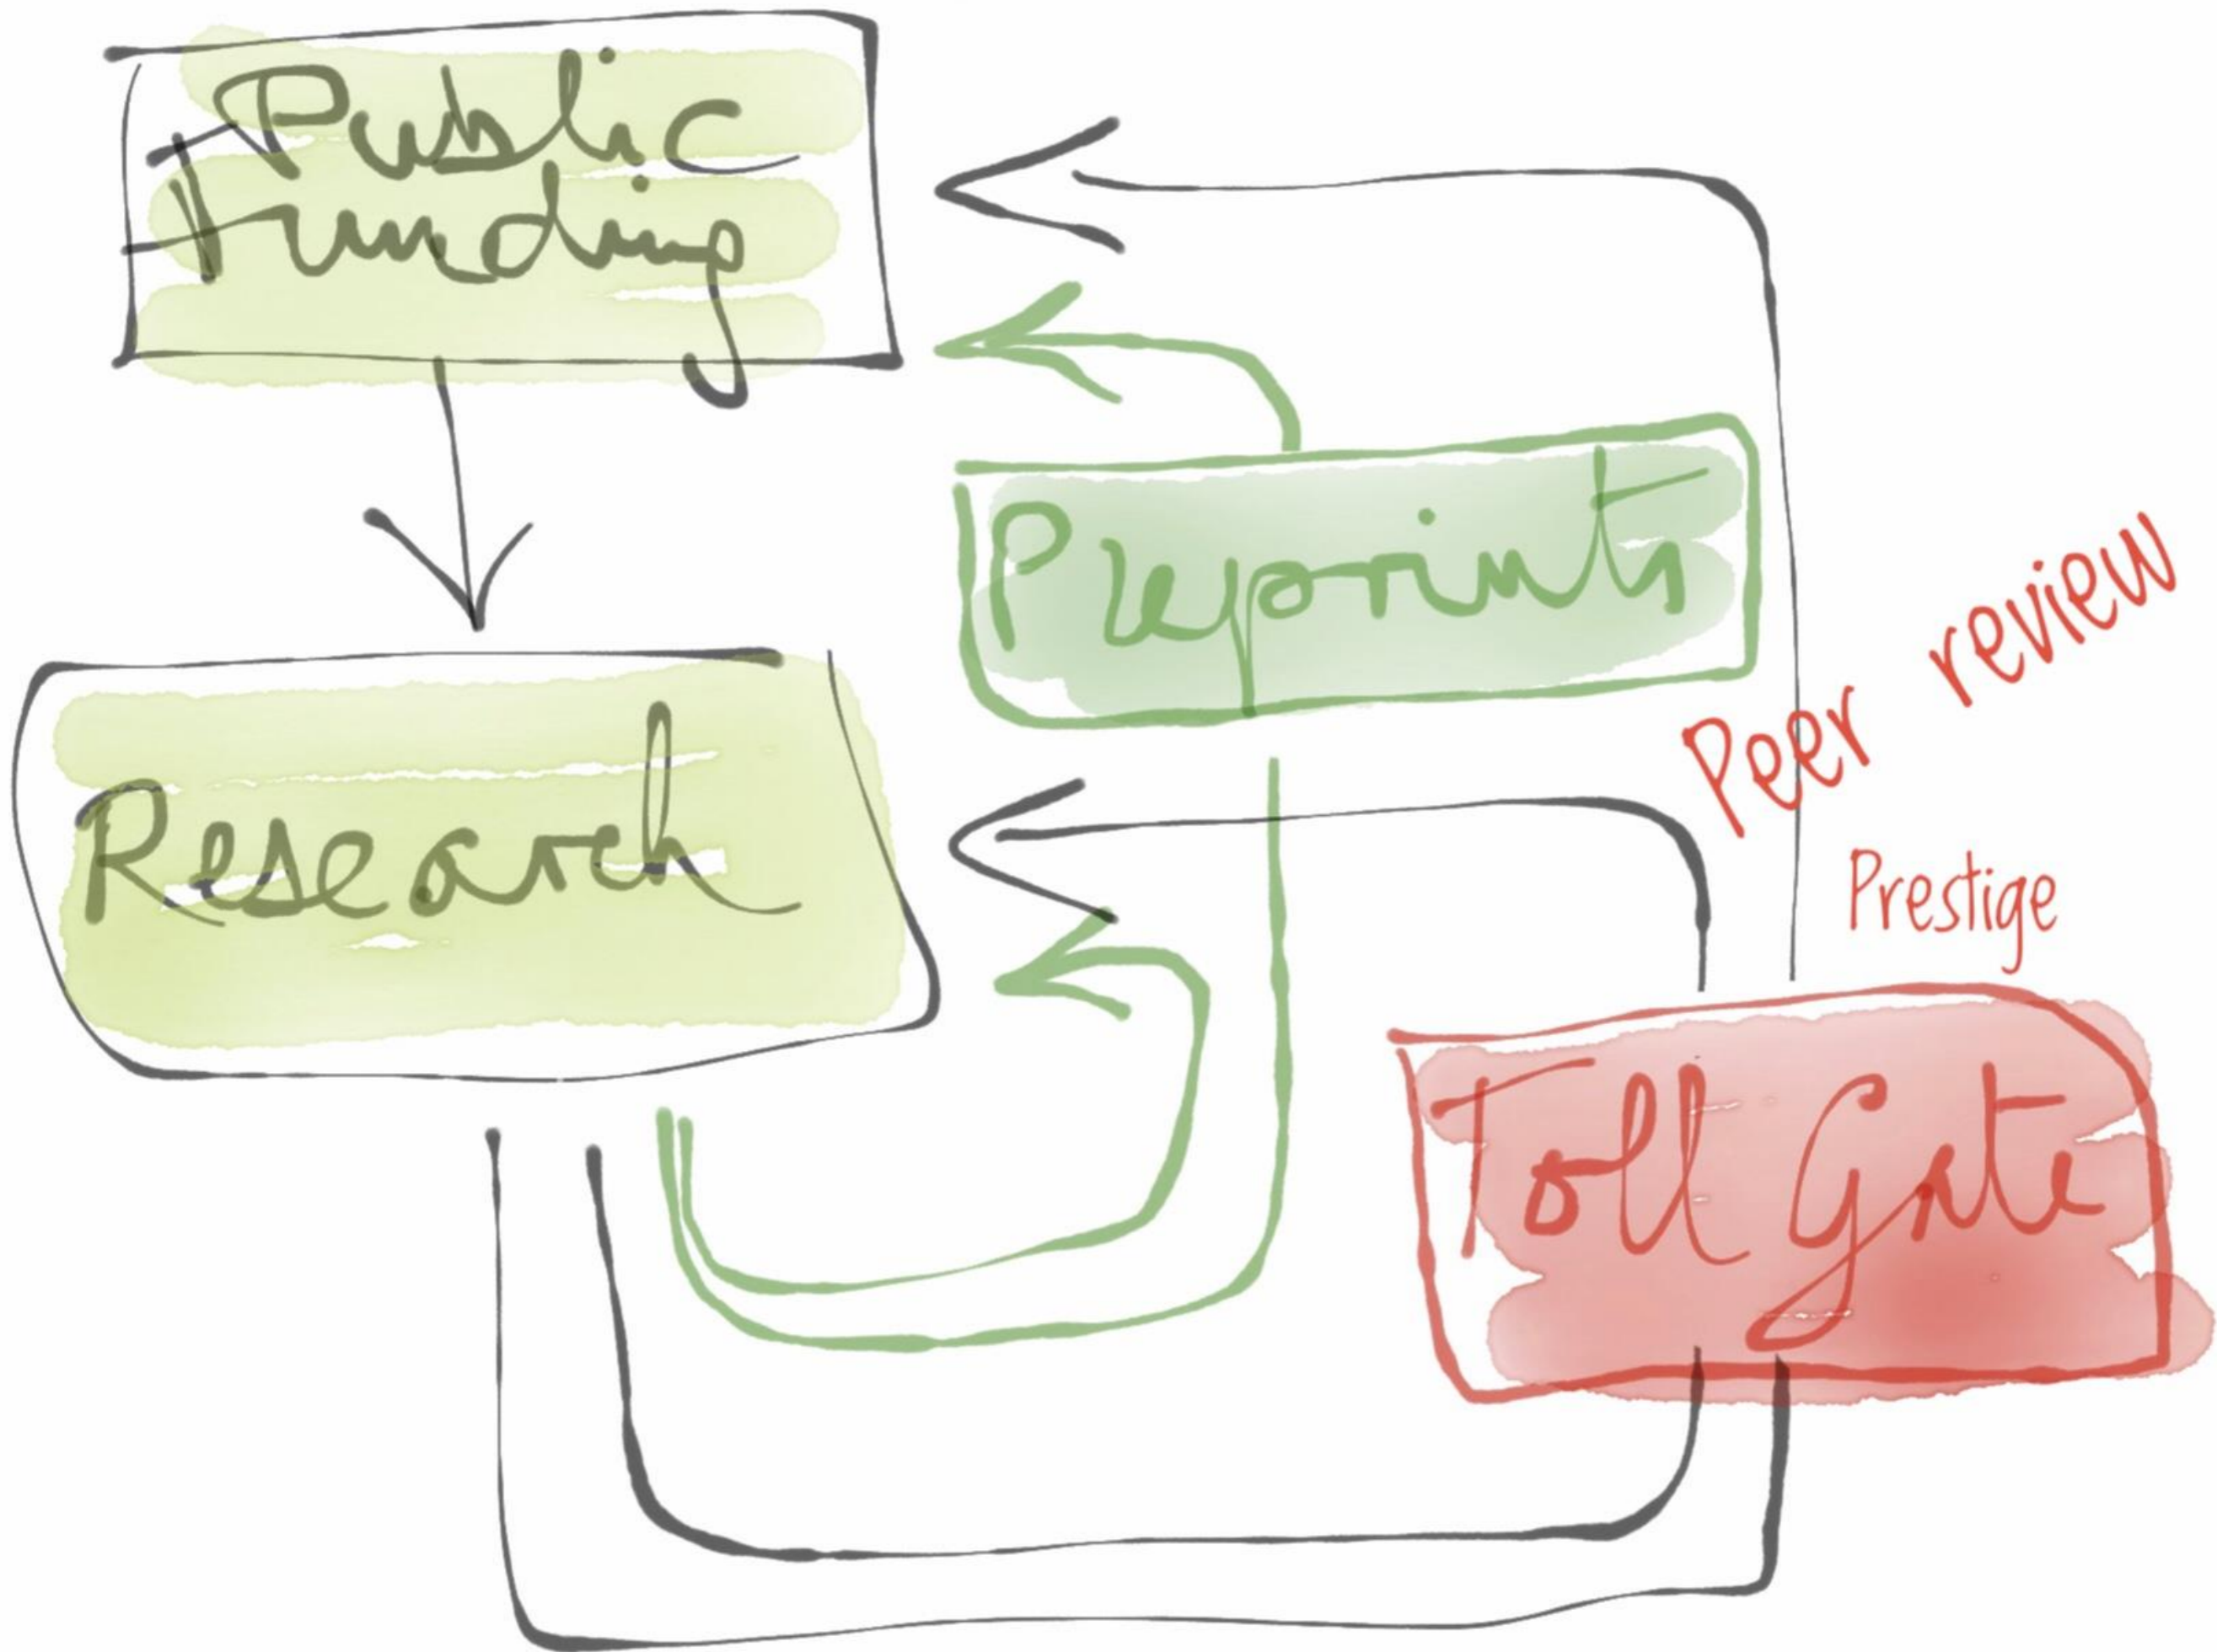 Public
Funding
Preprints
Research
Peer review
Prestige
Toll Gate